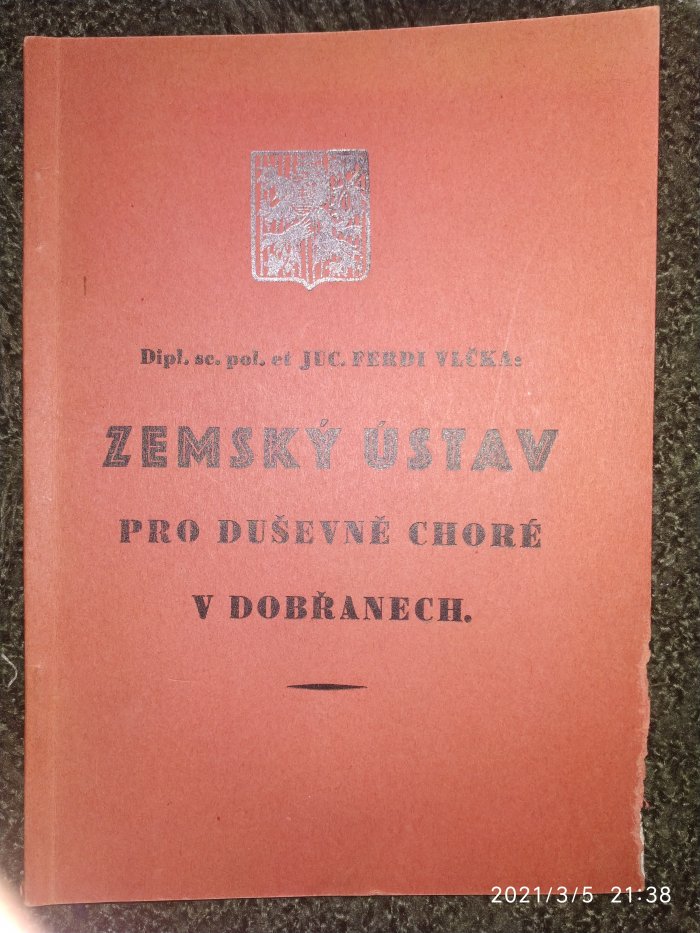 Dipl. sc. pol. et JUC. FERDI VLČKA:
ZEMSKÝ ÚSTAV
PRO DUŠEVNĚ CHORÉ
V DOBŘANECH.
2021/3/5 21:38